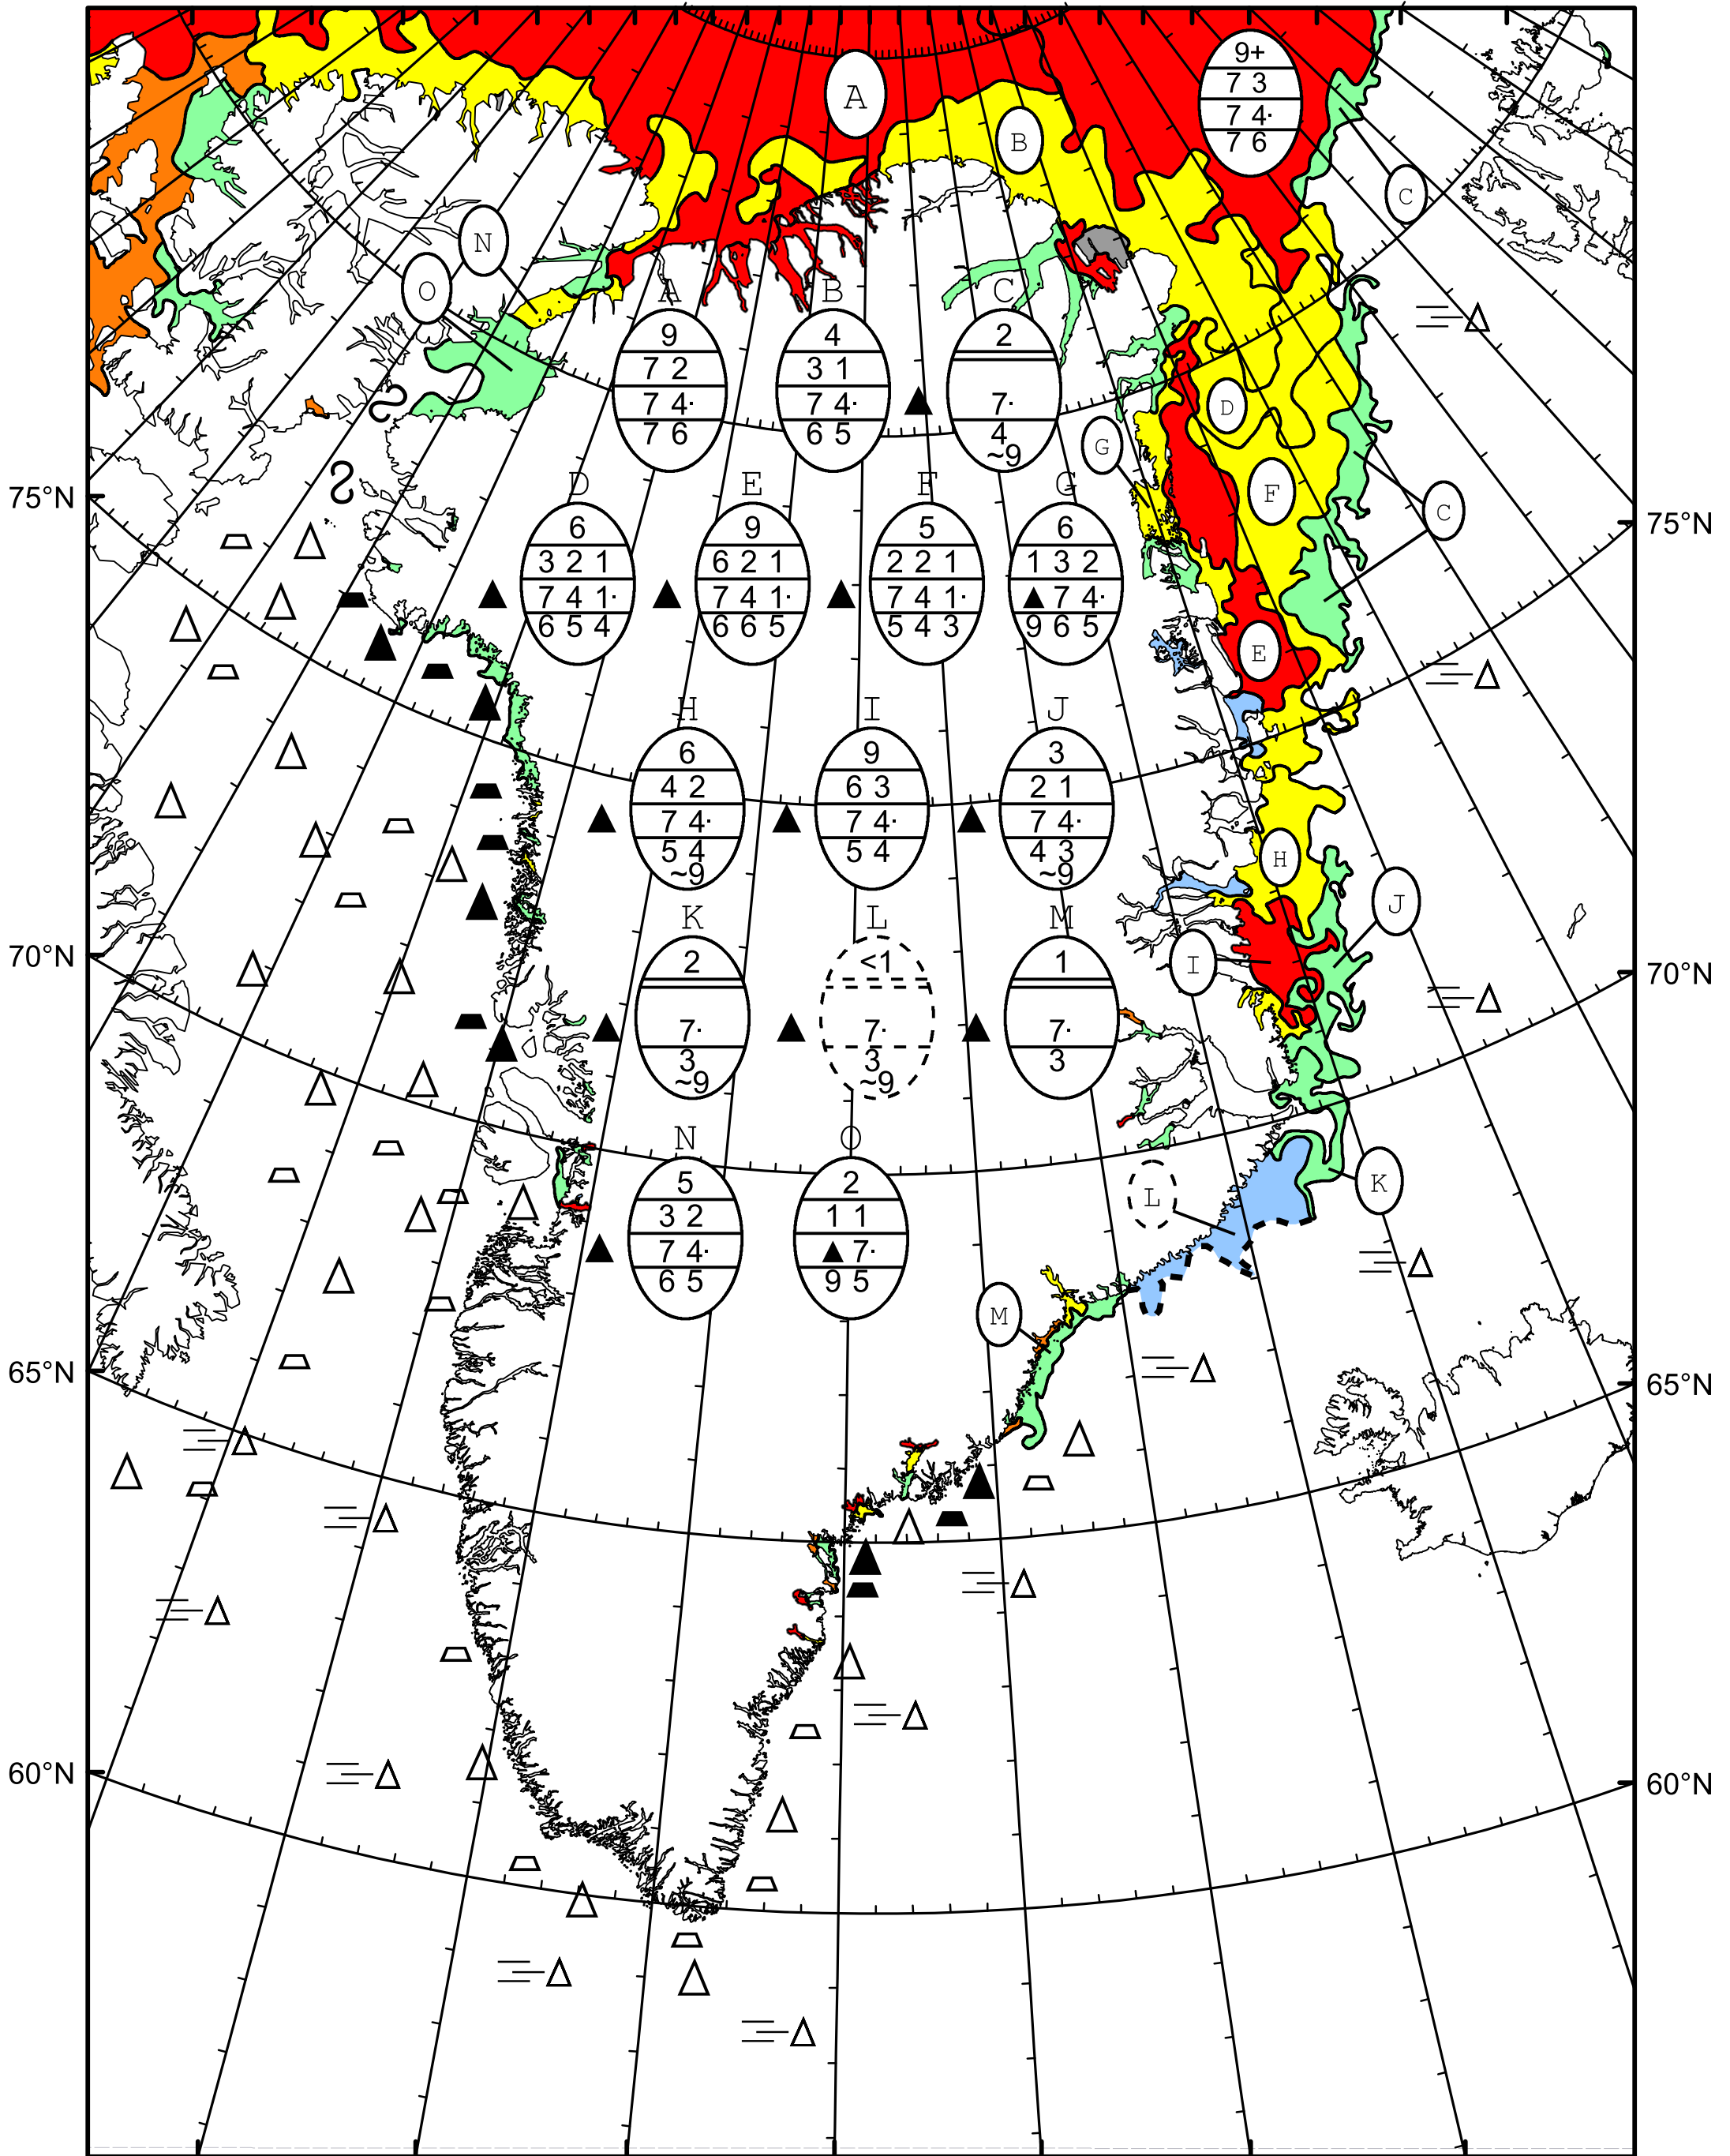 9+
7 3
7 4·
7 6
A
B
C
N
O
A B C
9
7 2
7 4·
7 6
4
3 1
7 4·
6 5
2
7·
4
~9
D
G
F
C
75°N
75°N
D E F G
6
3 2 1
7 4 1·
6 5 4
9
6 2 1
7 4 1·
6 6 5
5
2 2 1
7 4 1·
5 4 3
6
1 3 2
▲ 7 4·
9 6 5
E
H I J
6
4 2
7 4·
5 4
~9
9
6 3
7 4·
5 4
3
2 1
7 4·
4 3
~9
H
J
I
70°N
70°N
K L M
2
7·
3
~9
<1
7·
3
~9
1
7·
3
N O
5
3 2
7 4·
6 5
2
1 1
▲ 7·
9 5
L
K
M
65°N
65°N
60°N
60°N